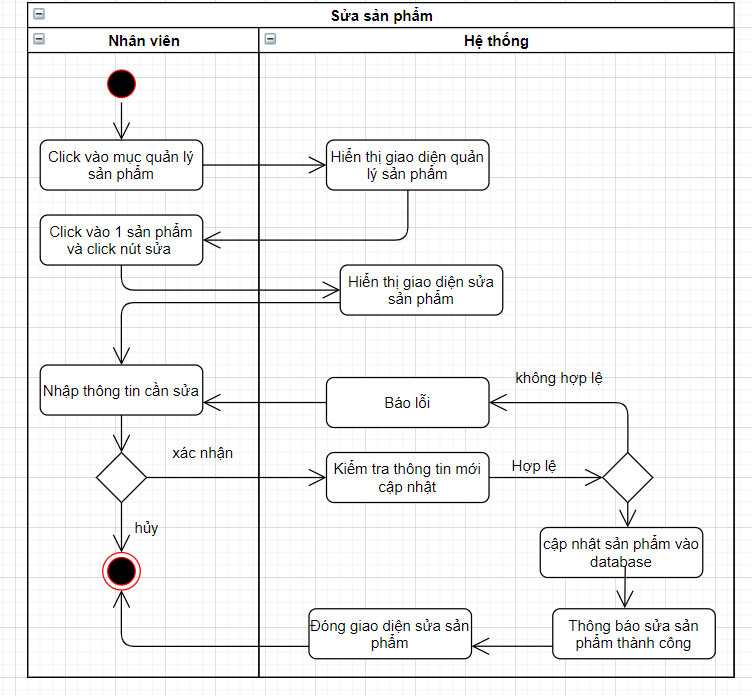 Sửa sản phẩm
Nhân viên
Hệ thống
Click vào mục quản lý
sản phẩm
Hiển thị giao diện quản
lý sản phẩm
Click vào 1 sản phẩm
và click nút sửa
Hiển thị giao diện sửa
sản phẩm
Nhập thông tin cần sửa
Báo lỗi
không hợp lệ
xác nhận
Kiểm tra thông tin mới
cập nhật
Hợp lệ
hủy
cập nhật sản phẩm vào
database
Thông báo sửa sản
phẩm thành công
Đóng giao diện sửa sản
phẩm